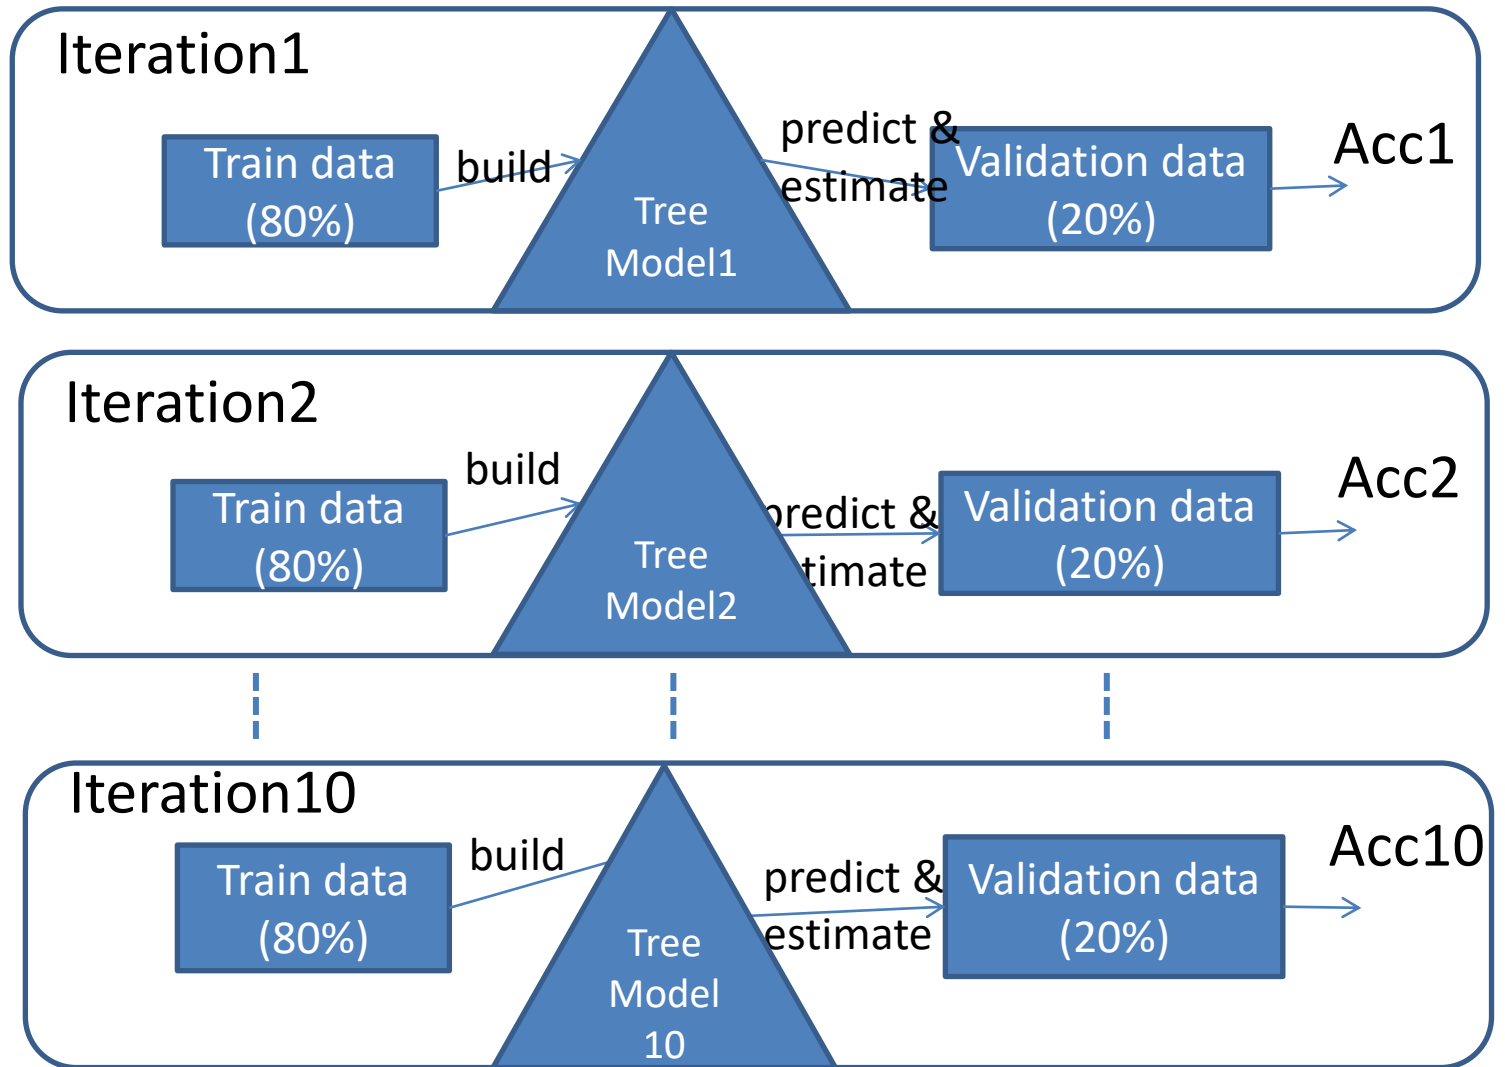 Iteration1
Train data
(80%)
build
Tree
Model1
predict &
estimate
Validation data
(20%)
Acc1
Iteration2
Train data
(80%)
build
Tree
Model2
predict &
timate
Validation data
(20%)
Acc2
Iteration10
Train data
(80%)
build
Tree
Model
10
predict &
estimate
Validation data
(20%)
Acc10